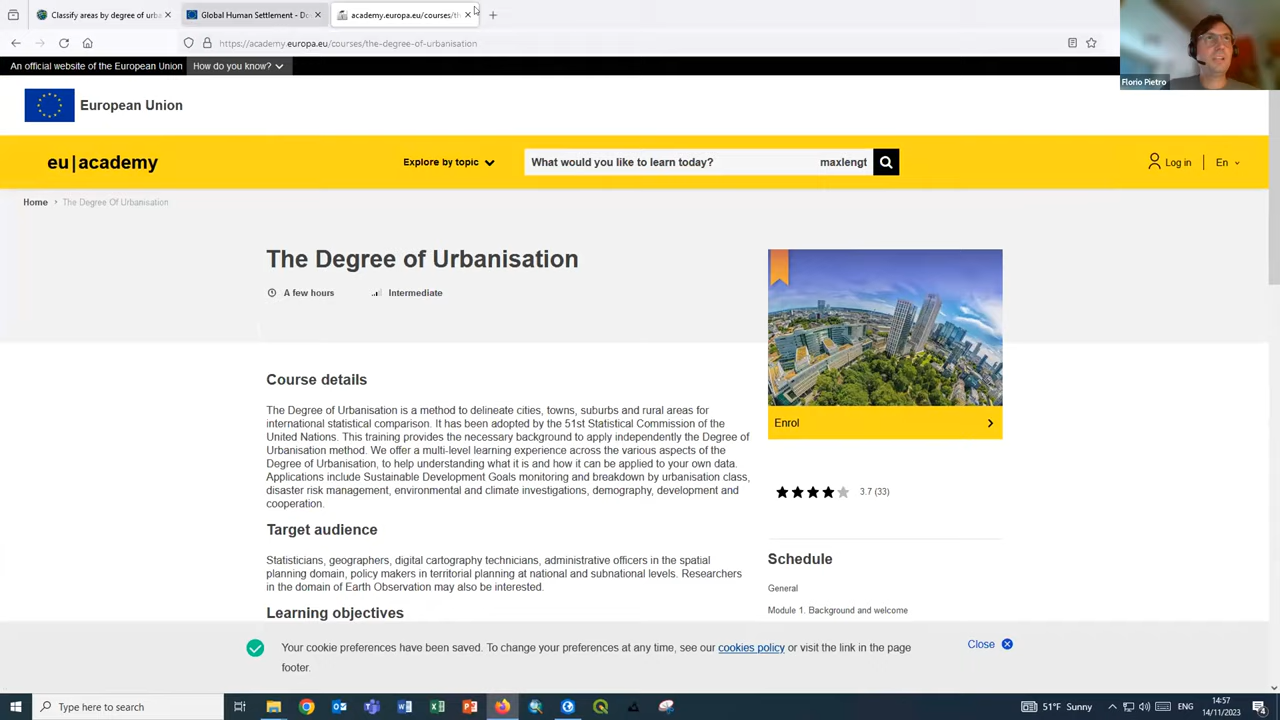 Classify areas by degree of urba
Global Human Settlement - Do
academy.europa.eu/courses/th
https://academy.europa.eu/courses/the-degree-of-urbanisation
Florio Pietro
An official website of the European Union
How do you know?
European Union
eu|academy
Explore by topic
What would you like to learn today?
maxlengt
Log in
En
Home
The Degree Of Urbanisation
The Degree of Urbanisation
A few hours
Intermediate
Course details
The Degree of Urbanisation is a method to delineate cities, towns, suburbs and rural areas for
international statistical comparison. It has been adopted by the 51st Statistical Commission of the
United Nations. This training provides the necessary background to apply independently the Degree of
Urbanisation method. We offer a multi-level learning experience across the various aspects of the
Degree of Urbanisation, to help understanding what it is and how it can be applied to your own data.
Applications include Sustainable Development Goals monitoring and breakdown by urbanisation class,
disaster risk management, environmental and climate investigations, demography, development and
cooperation.
Enrol
3.7 (33)
Target audience
Statisticians, geographers, digital cartography technicians, administrative officers in the spatial
planning domain, policy makers in territorial planning at national and subnational levels. Researchers
in the domain of Earth Observation may also be interested.
Schedule
General
Module 1. Background and welcome
Learning objectives
Your cookie preferences have been saved. To change your preferences at any time, see our cookies policy or visit the link in the page
footer.
Close
Type here to search
51°F Sunny
14:57
14/11/2023